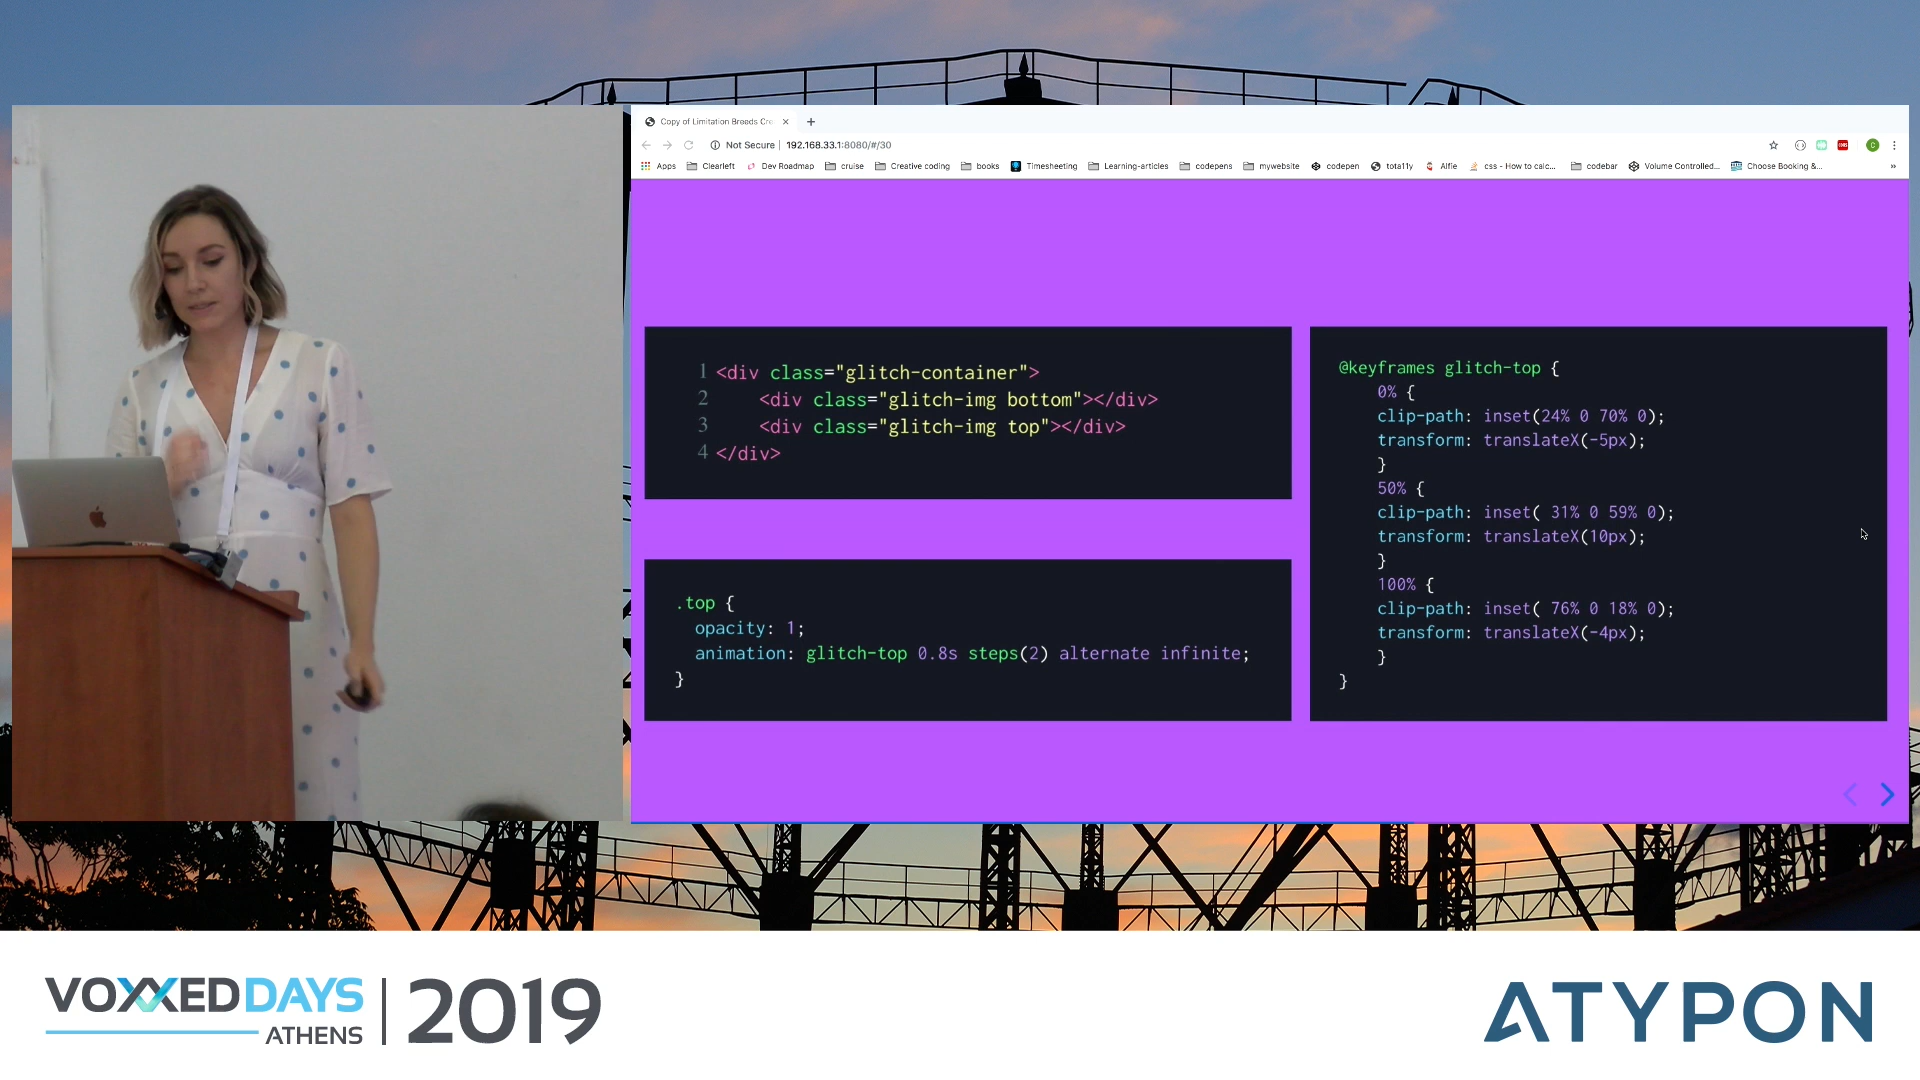 Copy of Limitation Breeds Cre
Not Secure | 192.168.33.1:8080/#/30
Apps Clearleft Dev Roadmap cruise Creative coding books Timesheeting Learning-articles codepens mywebsite codepen tota11y Alfie css - How to calc... codebar Volume Controlled... Choose Booking &... »
1 <div class="glitch-container">
2 <div class="glitch-img bottom"></div>
3 <div class="glitch-img top"></div>
4 </div>
.top {
opacity: 1;
animation: glitch-top 0.8s steps(2) alternate infinite;
}
@keyframes glitch-top {
0% {
clip-path: inset(24% 0 70% 0);
transform: translateX(-5px);
}
50% {
clip-path: inset( 31% 0 59% 0);
transform: translateX(10px);
}
100% {
clip-path: inset( 76% 0 18% 0);
transform: translateX(-4px);
}
}
VOXXEDDAYS
ATHENS
2019
ATYPON